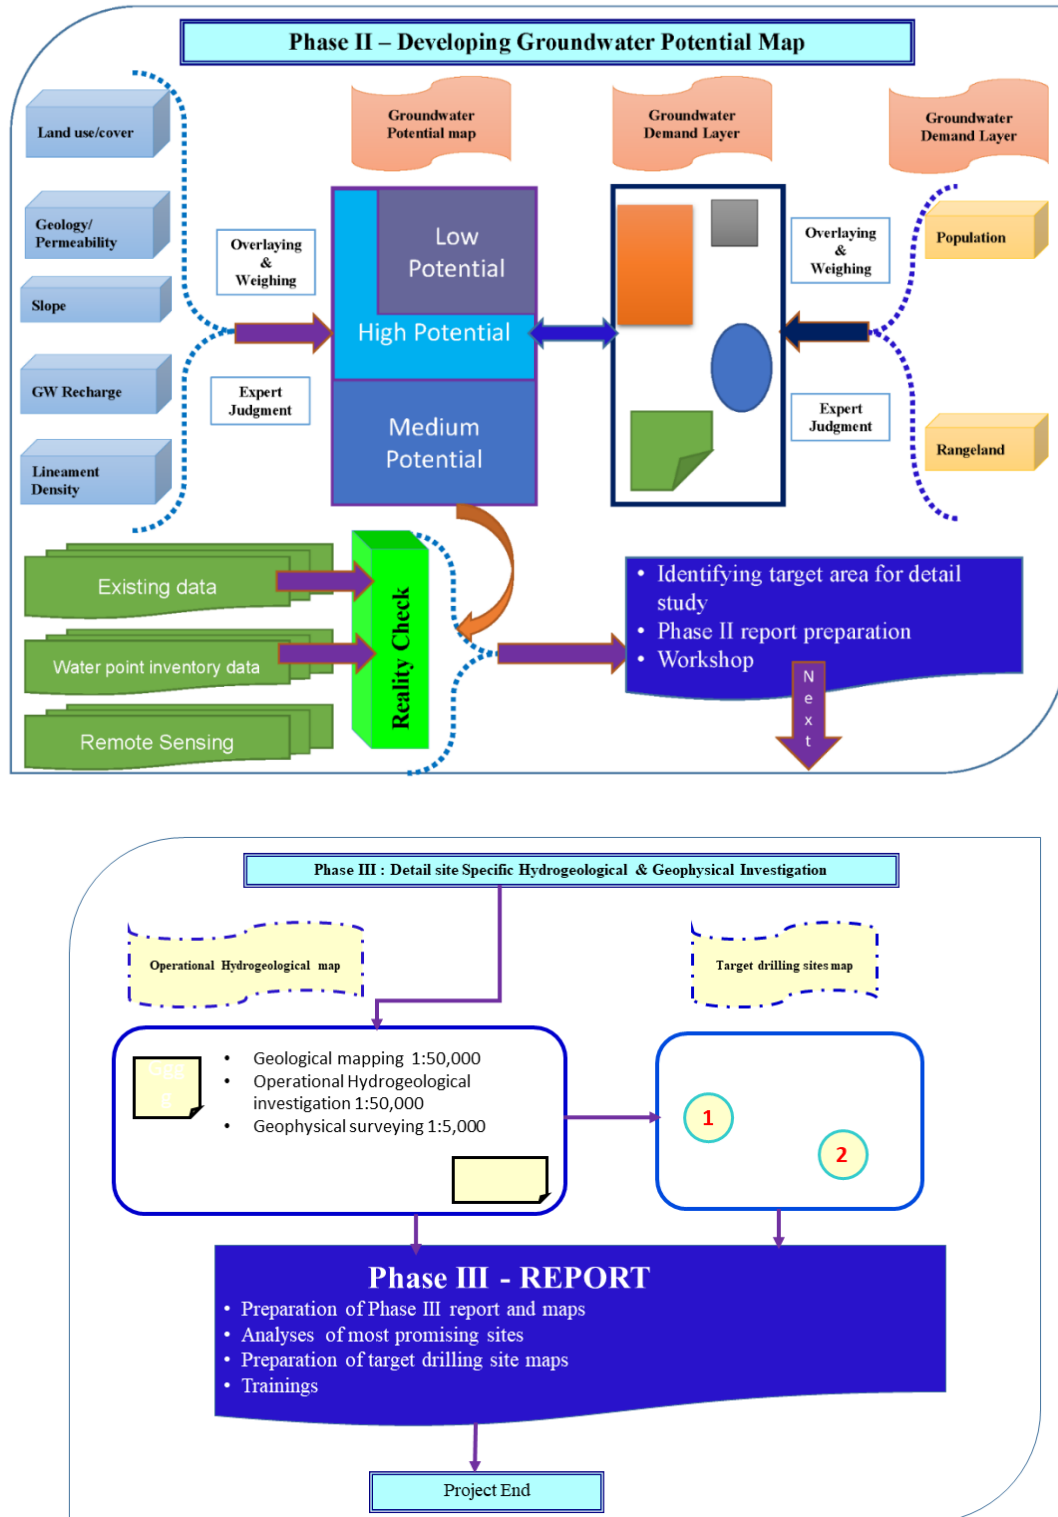 Phase II – Developing Groundwater Potential Map
Land use/cover
Geology/
Permeability
Slope
GW Recharge
Lineament
Density
Overlaying
&
Weighing
Expert
Judgment
Groundwater
Potential map
Low
Potential
High Potential
Medium
Potential
Groundwater
Demand Layer
Groundwater
Demand Layer
Overlaying
&
Weighing
Expert
Judgment
Population
Rangeland
Existing data
Water point inventory data
Remote Sensing
Reality Check
• Identifying target area for detail
study
• Phase II report preparation
• Workshop
Next
Phase III : Detail site Specific Hydrogeological & Geophysical Investigation
Operational Hydrogeological map
Target drilling sites map
• Geological mapping 1:50,000
• Operational Hydrogeological
investigation 1:50,000
• Geophysical surveying 1:5,000
1
2
Phase III - REPORT
• Preparation of Phase III report and maps
• Analyses of most promising sites
• Preparation of target drilling site maps
• Trainings
Project End